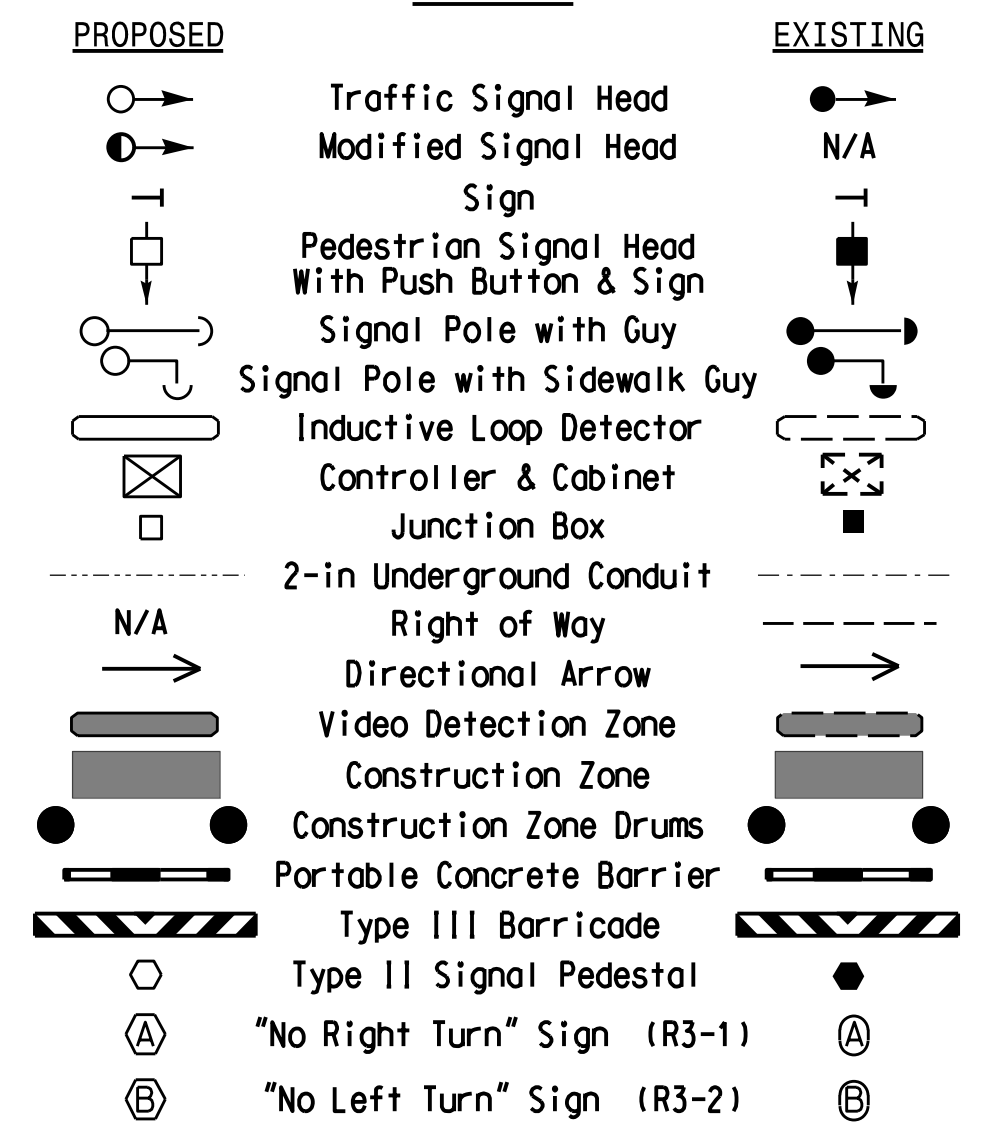 PROPOSED EXISTING
Traffic Signal Head
Modified Signal Head N/A
Sign
Pedestrian Signal Head
With Push Button & Sign
Signal Pole with Guy
Signal Pole with Sidewalk Guy
Inductive Loop Detector
Controller & Cabinet
Junction Box
2-in Underground Conduit
N/A Right of Way
Directional Arrow
Video Detection Zone
Construction Zone
Construction Zone Drums
Portable Concrete Barrier
Type III Barricade
Type II Signal Pedestal
A "No Right Turn" Sign (R3-1) A
B "No Left Turn" Sign (R3-2) B